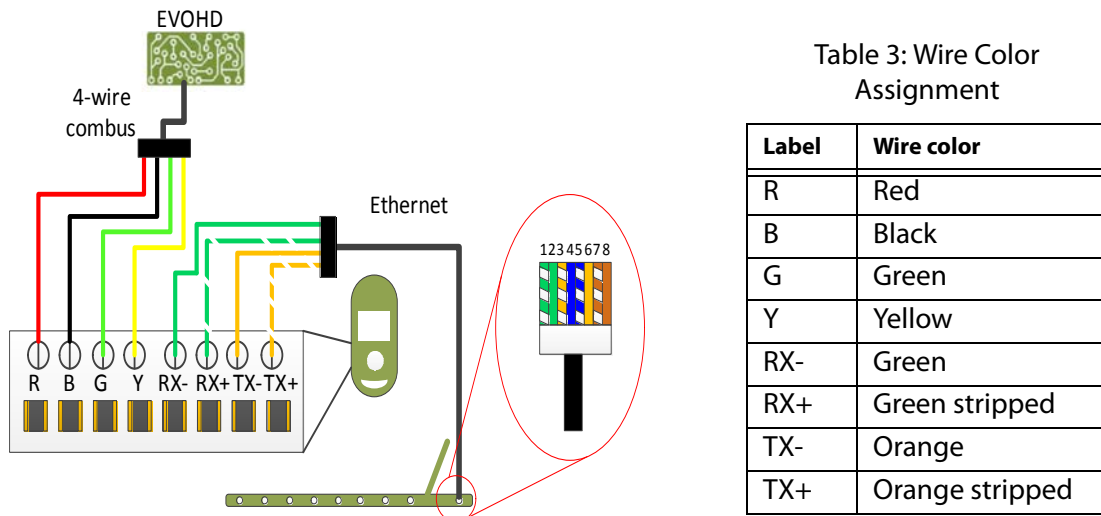 EVOHD
4-wire
combus
Ethernet
12345678
R B G Y RX- RX+ TX- TX+
Table 3: Wire Color
Assignment
Label Wire color
R Red
B Black
G Green
Y Yellow
RX- Green
RX+ Green stripped
TX- Orange
TX+ Orange stripped